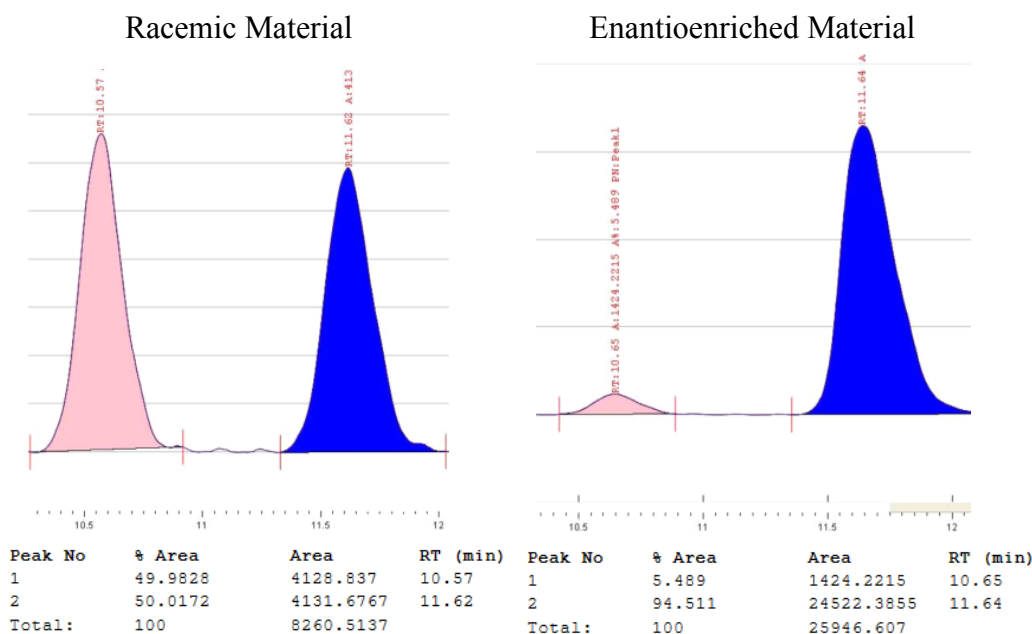 Racemic Material
Enantioenriched Material
RT:10.57
RT:11.62 A:413
RT:10.65 A:1424.2215 A%:5.489 PN:Peak1
RT:11.64 A
10.5 11 11.5 12
10.5 11 11.5 12
Peak No % Area Area RT (min)
1 49.9828 4128.837 10.57
2 50.0172 4131.6767 11.62
Total: 100 8260.5137
Peak No % Area Area RT (min)
1 5.489 1424.2215 10.65
2 94.511 24522.3855 11.64
Total: 100 25946.607